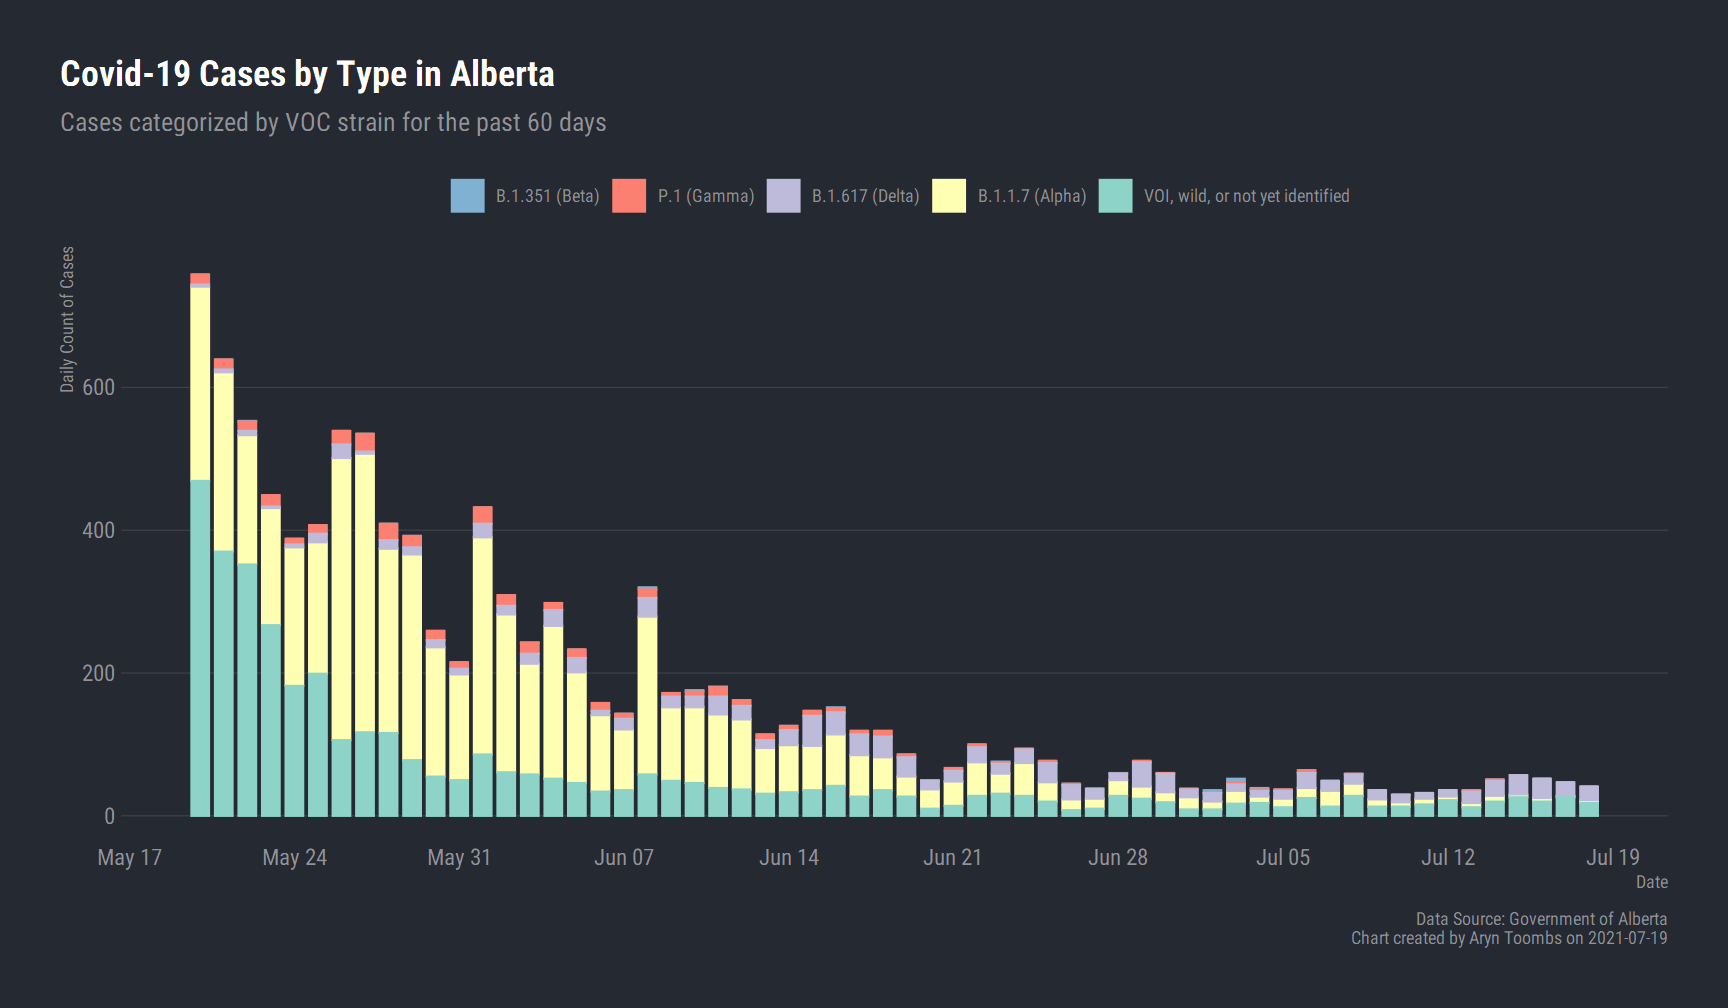 Covid-19 Cases by Type in Alberta
Cases categorized by VOC strain for the past 60 days
B.1.351 (Beta) P.1 (Gamma) B.1.617 (Delta) B.1.1.7 (Alpha) VOI, wild, or not yet identified
Daily Count of Cases
600
400
200
0
May 17 May 24 May 31 Jun 07 Jun 14 Jun 21 Jun 28 Jul 05 Jul 12 Jul 19
Date
Data Source: Government of Alberta
Chart created by Aryn Toombs on 2021-07-19